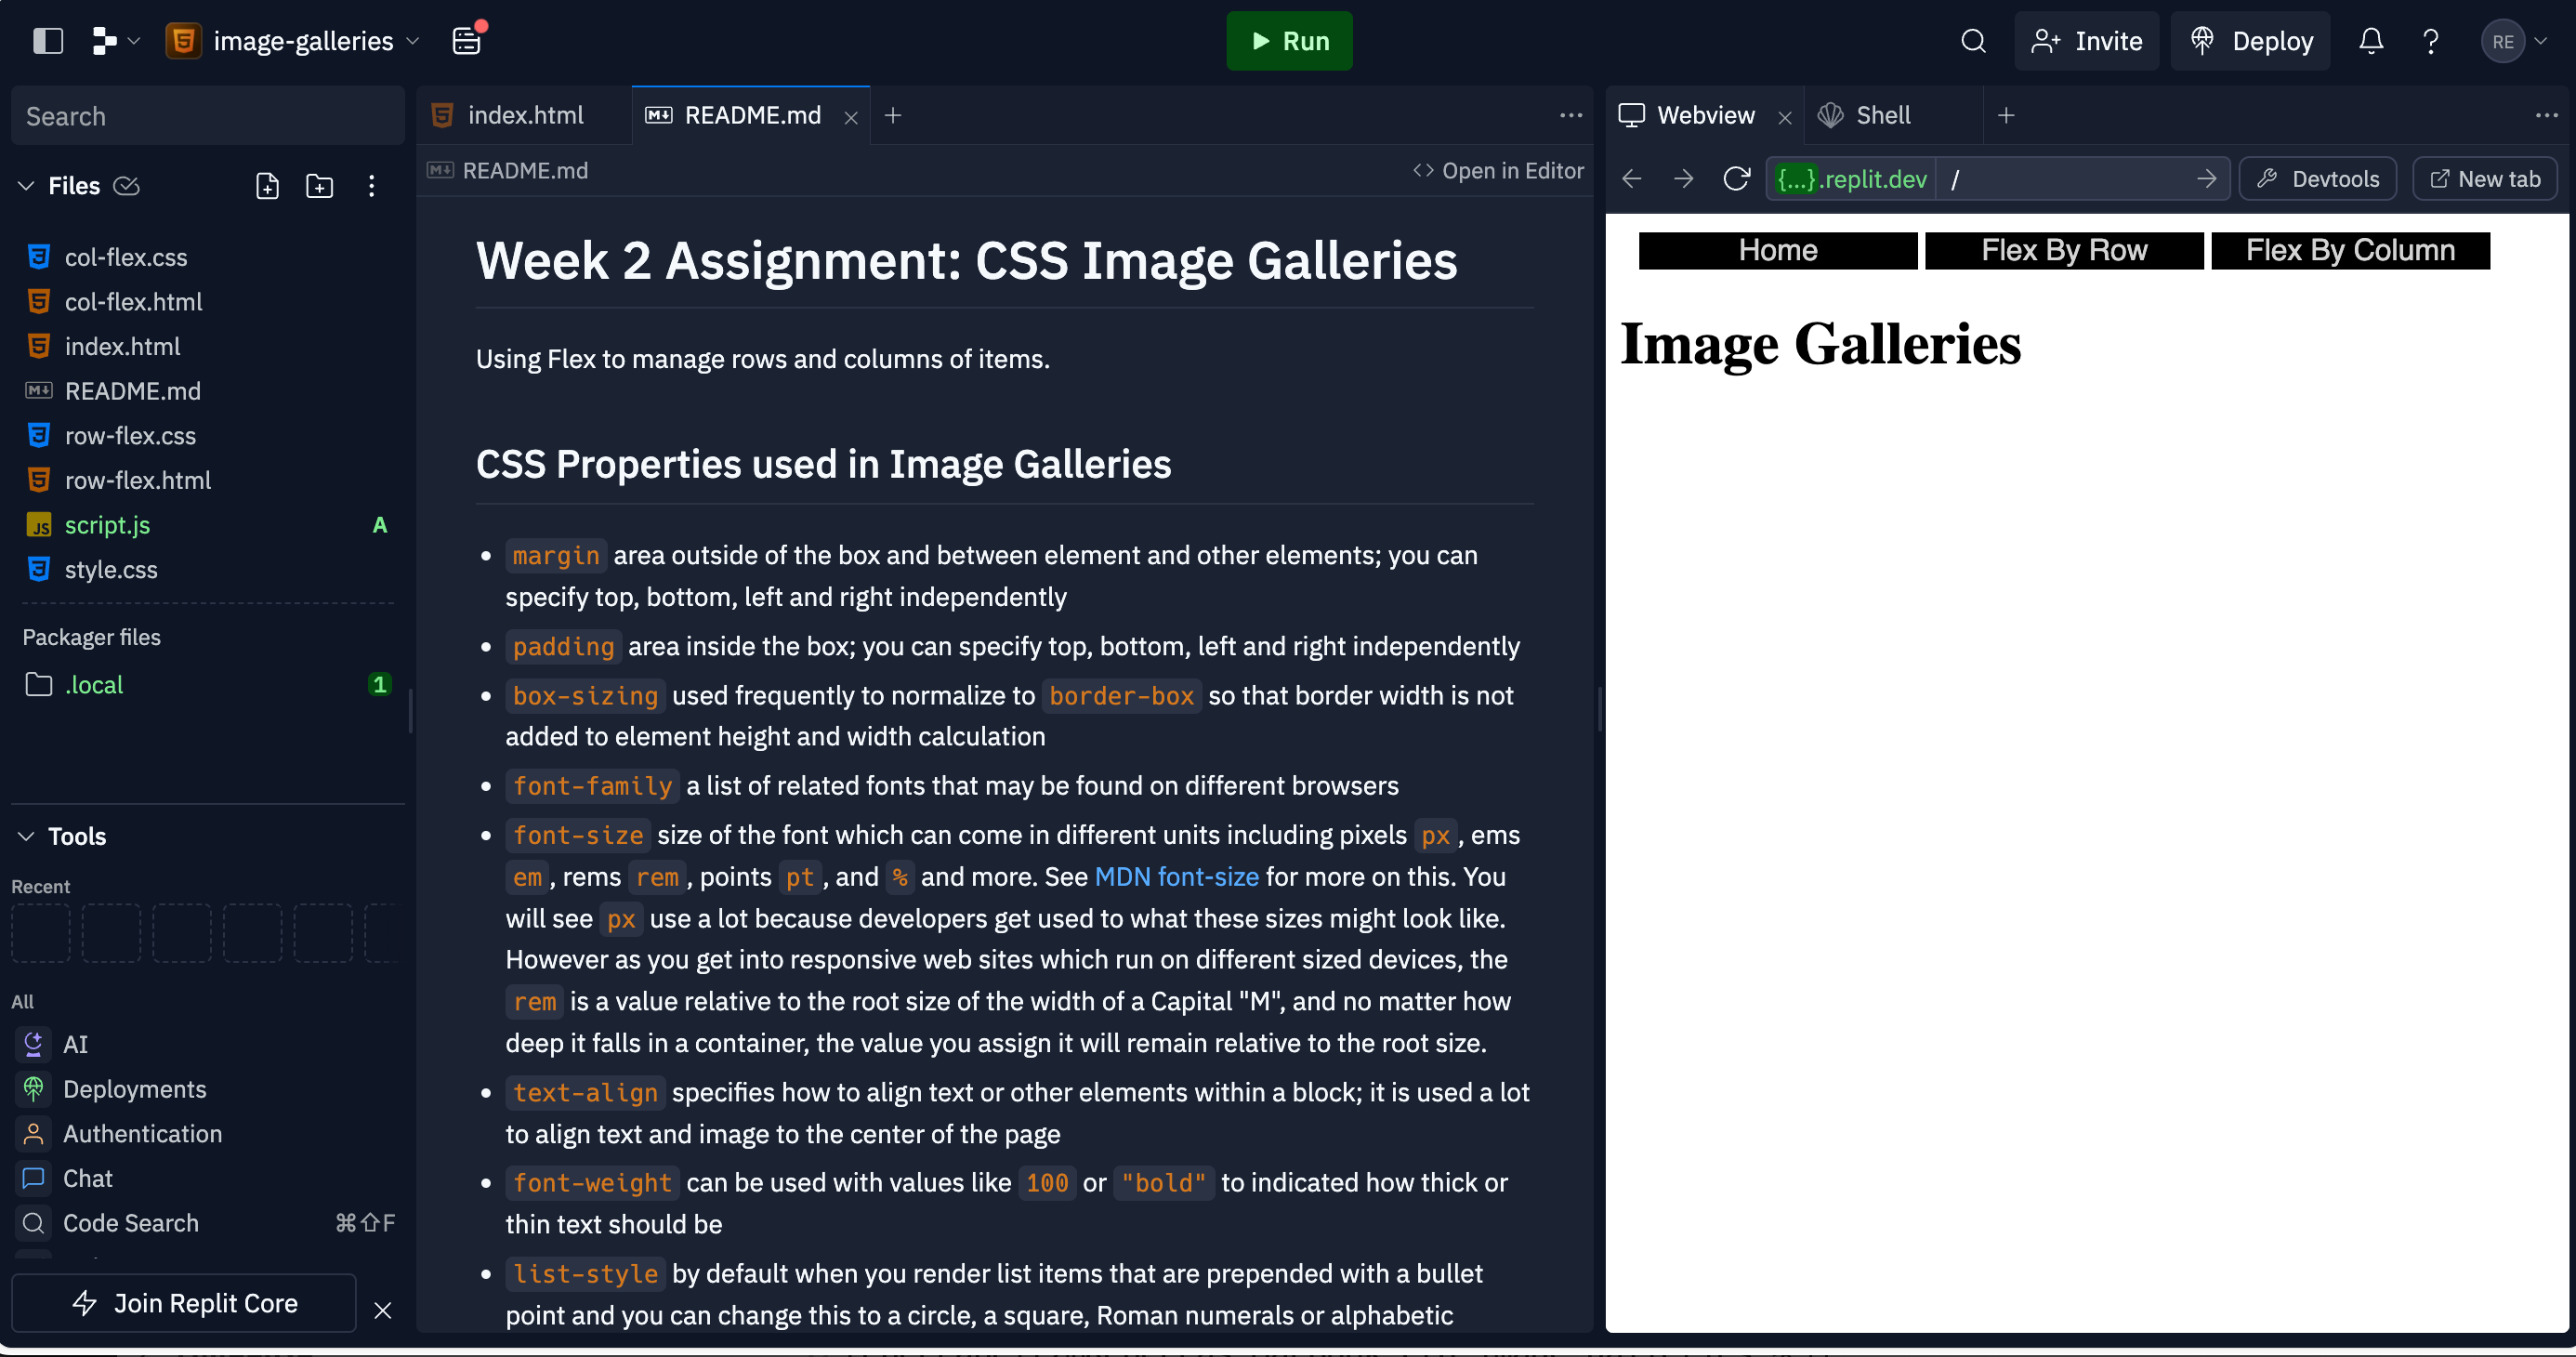 image-galleries
Run
Invite
Deploy
RE
Search
Files
col-flex.css
col-flex.html
index.html
README.md
row-flex.css
row-flex.html
script.js A
style.css
Packager files
.local 1
Tools
Recent
All
AI
Deployments
Authentication
Chat
Code Search ⌘⇧F
Join Replit Core
index.html
README.md
README.md
<> Open in Editor
Week 2 Assignment: CSS Image Galleries
Using Flex to manage rows and columns of items.
CSS Properties used in Image Galleries
• margin area outside of the box and between element and other elements; you can
specify top, bottom, left and right independently
• padding area inside the box; you can specify top, bottom, left and right independently
• box-sizing used frequently to normalize to border-box so that border width is not
added to element height and width calculation
• font-family a list of related fonts that may be found on different browsers
• font-size size of the font which can come in different units including pixels px, ems
em, rems rem, points pt, and % and more. See MDN font-size for more on this. You
will see px use a lot because developers get used to what these sizes might look like.
However as you get into responsive web sites which run on different sized devices, the
rem is a value relative to the root size of the width of a Capital "M", and no matter how
deep it falls in a container, the value you assign it will remain relative to the root size.
• text-align specifies how to align text or other elements within a block; it is used a lot
to align text and image to the center of the page
• font-weight can be used with values like 100 or "bold" to indicated how thick or
thin text should be
• list-style by default when you render list items that are prepended with a bullet
point and you can change this to a circle, a square, Roman numerals or alphabetic
Webview
Shell
{...}.replit.dev /
Devtools
New tab
Home
Flex By Row
Flex By Column
Image Galleries